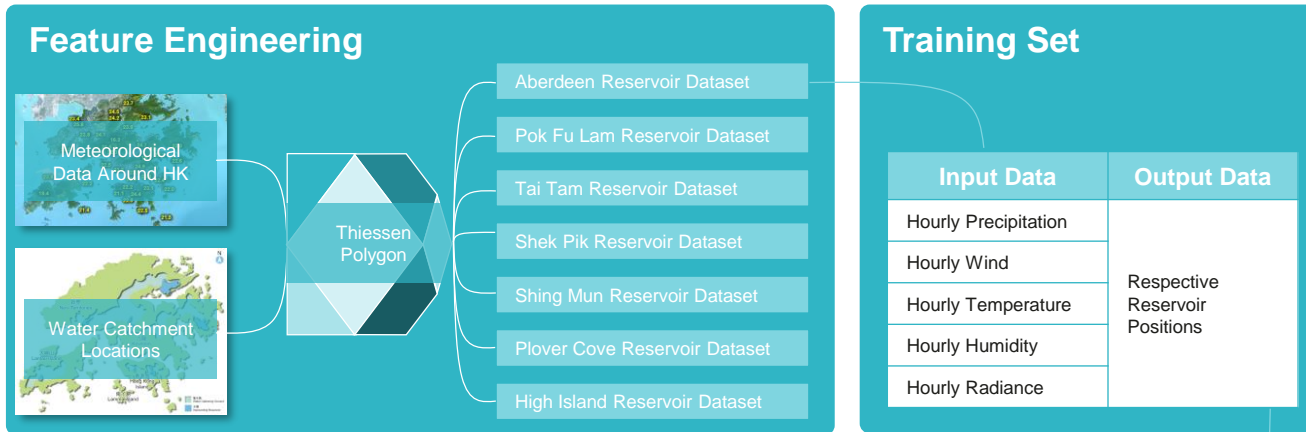 Feature Engineering
Meteorological
Data Around HK
Water Catchment
Locations
Thiessen
Polygon
Aberdeen Reservoir Dataset
Pok Fu Lam Reservoir Dataset
Tai Tam Reservoir Dataset
Shek Pik Reservoir Dataset
Shing Mun Reservoir Dataset
Plover Cove Reservoir Dataset
High Island Reservoir Dataset
Training Set
Input Data
Output Data
Hourly Precipitation
Hourly Wind
Hourly Temperature
Hourly Humidity
Hourly Radiance
Respective
Reservoir
Positions